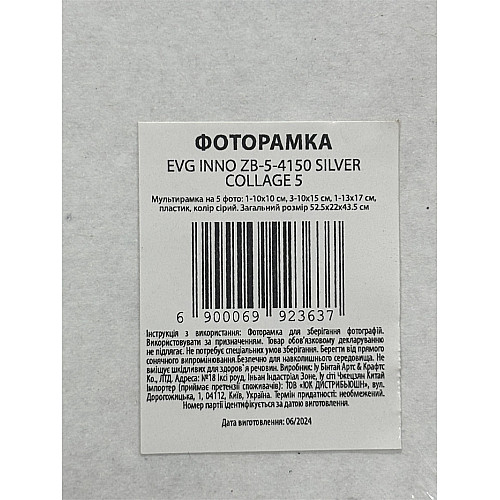 ФОТОРАМКА
EVG INNO ZB-5-4150 SILVER
COLLAGE 5
Мультирамка на 5 фото: 1-10х10 см, 3-10х15 см, 1-13х17 см,
пластик, колір сірий. Загальний розмір 52.5х22х43.5 см
6 900069 923637
Інструкція з використання: Фоторамка для зберігання фотографій.
Використовувати за призначенням. Товар обов'язковому декларуванню
не підлягає. Не потребує спеціальних умов зберігання. Берегти від прямого
сонячного випромінювання.Безпечно для навколишнього середовища. Не
вміщує шкідливих для здоров`я речовин. Виробник: Іу Бінтай Артс & Крафтс
Ко., ЛТД. Адреса: №18 Іксі роуд, Іньан Індастріал Зоне, Іу сіті Чжецзян Китай
Імпортер (приймає претензії споживачів): ТОВ «ЮК ДИСТРИБЬЮШН», вул.
Дорогожицька, 1, 04112, Київ, Україна. Термін придатності: необмежений.
Номер партії ідентифікується за датою виготовлення.
Дата виготовлення: 06/2024